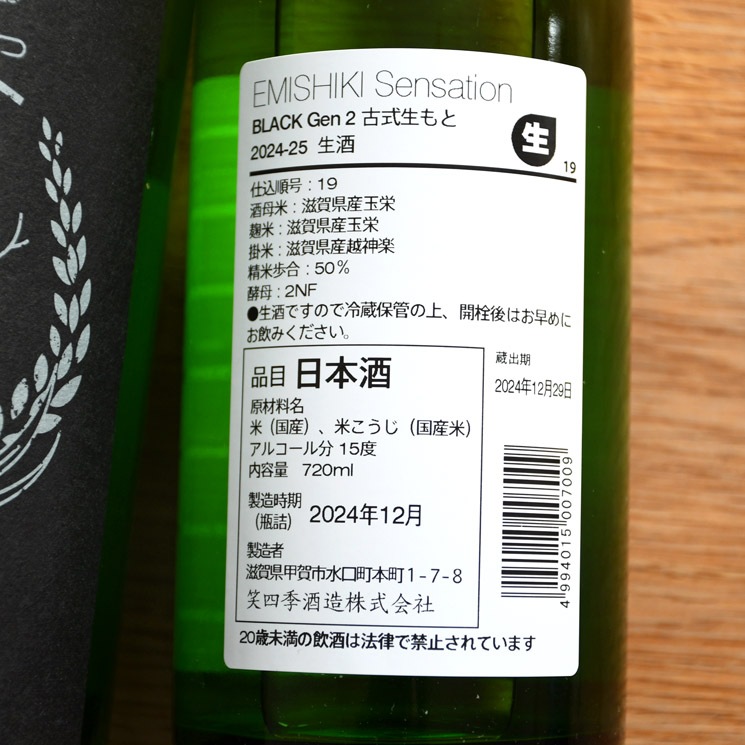 EMISHIKI Sensation
BLACK Gen 2 古式生もと
2024-25 生酒
生
19
仕込順号 : 19
酒母米 : 滋賀県産玉栄
麹米 : 滋賀県産玉栄
掛米 : 滋賀県産越神楽
精米歩合 : 50%
酵母 : 2NF
●生酒ですので冷蔵保管の上、開栓後はお早めに
お飲みください。
品目 日本酒
原材料名
米（国産）、米こうじ（国産米）
アルコール分 15度
内容量 720ml
製造時期
（瓶詰） 2024年12月
製造者
滋賀県甲賀市水口町本町1-7-8
笑四季酒造株式会社
蔵出期
2024年12月29日
4 994015 007009
20歳未満の飲酒は法律で禁止されています